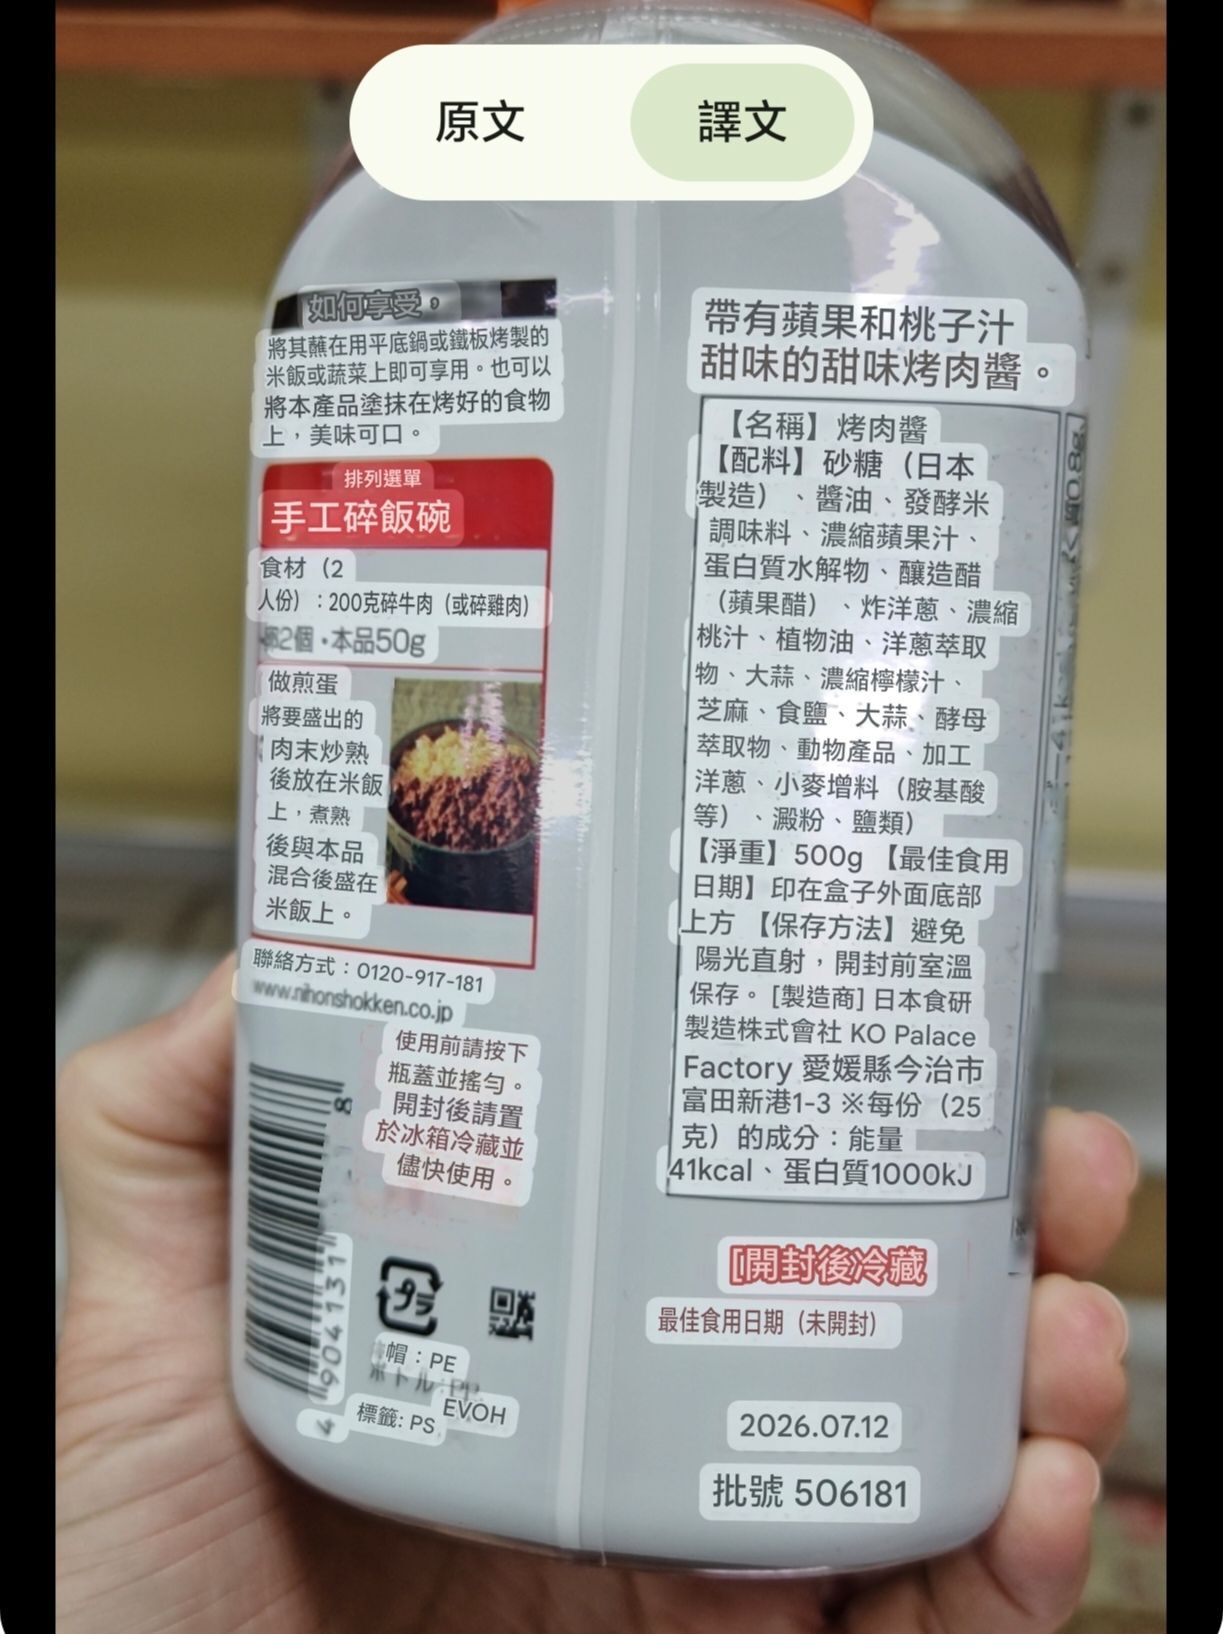 原文
譯文
如何享受。
將其蘸在用平底鍋或鐵板烤製的
米飯或蔬菜上即可享用。也可以
將本產品塗抹在烤好的食物
上，美味可口。
排列選單
手工碎飯碗
食材（2
人份）：200克碎牛肉（或碎雞肉）
2個・本品50g
做煎蛋
將要盛出的
肉末炒熟
後放在米飯
上，煮熟
後與本品
混合後盛在
米飯上。
聯絡方式：0120-917-181
www.nihonshokken.co.jp
使用前請按下
瓶蓋並搖勻。
開封後請置
於冰箱冷藏並
儘快使用。
プラ
帽：PE
ボトル:PP,
EVOH
標籤: PS
4 904131
8
帶有蘋果和桃子汁
甜味的甜味烤肉醬。
【名稱】烤肉醬
【配料】砂糖（日本
製造）、醬油、發酵米
調味料、濃縮蘋果汁、
蛋白質水解物、釀造醋
（蘋果醋）、炸洋蔥、濃縮
桃汁、植物油、洋蔥萃取
物、大蒜、濃縮檸檬汁、
芝麻、食鹽、大蒜、酵母
萃取物、動物產品、加工
洋蔥、小麥增料（胺基酸
等）、澱粉、鹽類）
【淨重】500g【最佳食用
日期】印在盒子外面底部
上方【保存方法】避免
陽光直射，開封前室溫
保存。[製造商] 日本食研
製造株式會社 KO Palace
Factory 愛媛縣今治市
富田新港1-3 ※每份（25
克）的成分：能量
41kcal、蛋白質1000kJ
[開封後冷藏
最佳食用日期（未開封）
2026.07.12
批號 506181